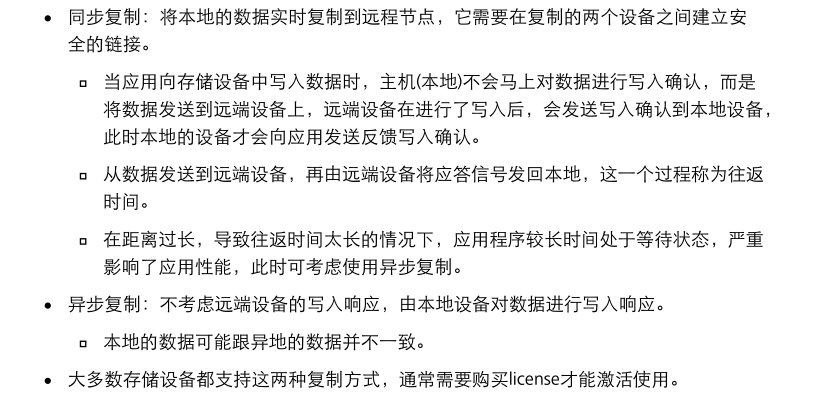 • 同步复制：将本地的数据实时复制到远程节点，它需要在复制的两个设备之间建立安
全的链接。
▫ 当应用向存储设备中写入数据时，主机(本地)不会马上对数据进行写入确认，而是
将数据发送到远端设备上，远端设备在进行了写入后，会发送写入确认到本地设备，
此时本地的设备才会向应用发送反馈写入确认。
▫ 从数据发送到远端设备，再由远端设备将应答信号发回本地，这一个过程称为往返
时间。
▫ 在距离过长，导致往返时间太长的情况下，应用程序较长时间处于等待状态，严重
影响了应用性能，此时可考虑使用异步复制。
• 异步复制：不考虑远端设备的写入响应，由本地设备对数据进行写入响应。
▫ 本地的数据可能跟异地的数据并不一致。
• 大多数存储设备都支持这两种复制方式，通常需要购买license才能激活使用。